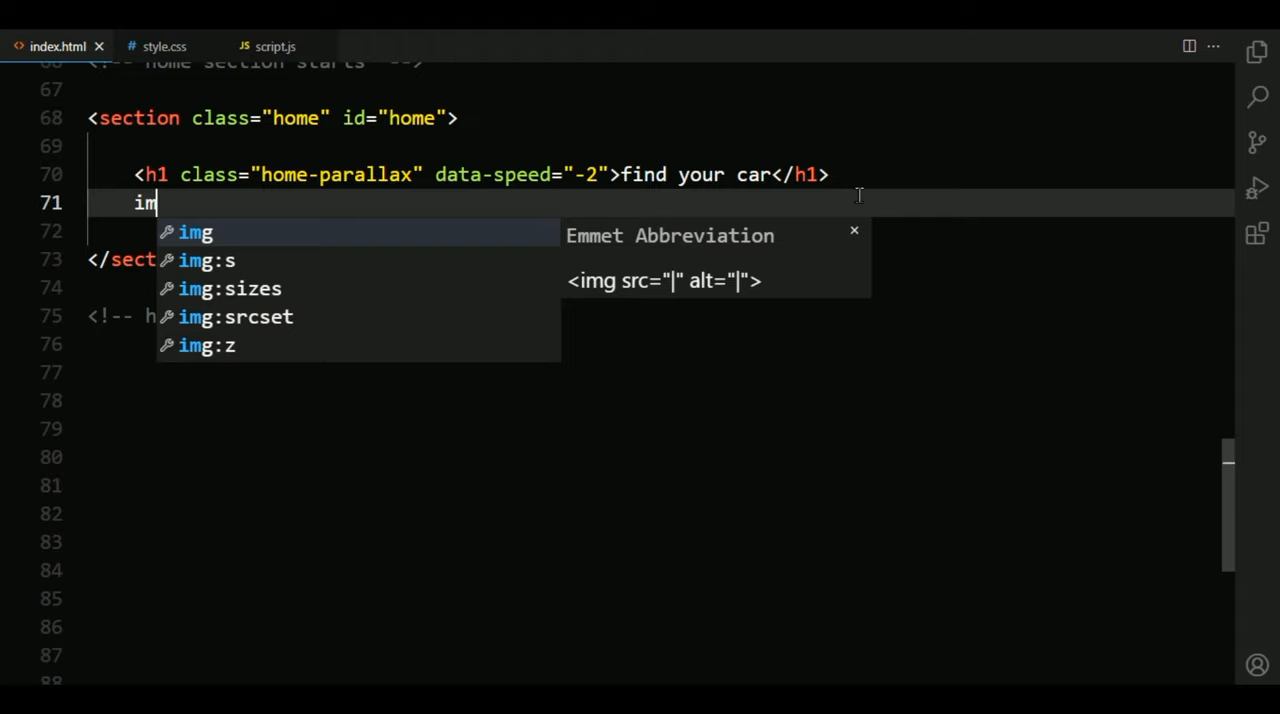 index.html × # style.css JS script.js ...
66 <!-- home section starts -->
67
68 <section class="home" id="home">
69
70 <h1 class="home-parallax" data-speed="-2">find your car</h1>
71 im
72 img Emmet Abbreviation ×
73 </sect img:s
74 img:sizes <img src="|" alt="|">
75 <!-- h img:srcset
76 img:z
77
78
79
80
81
82
83
84
85
86
87
88